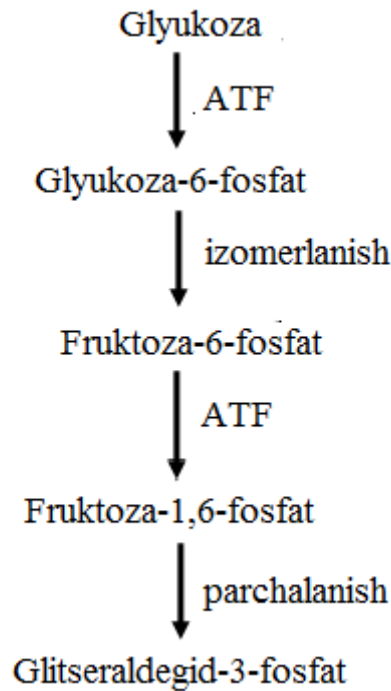 Glyukoza
ATF
Glyukoza-6-fosfat
izomerlanish
Fruktoza-6-fosfat
ATF
Fruktoza-1,6-fosfat
parchalanish
Glitseraldegid-3-fosfat